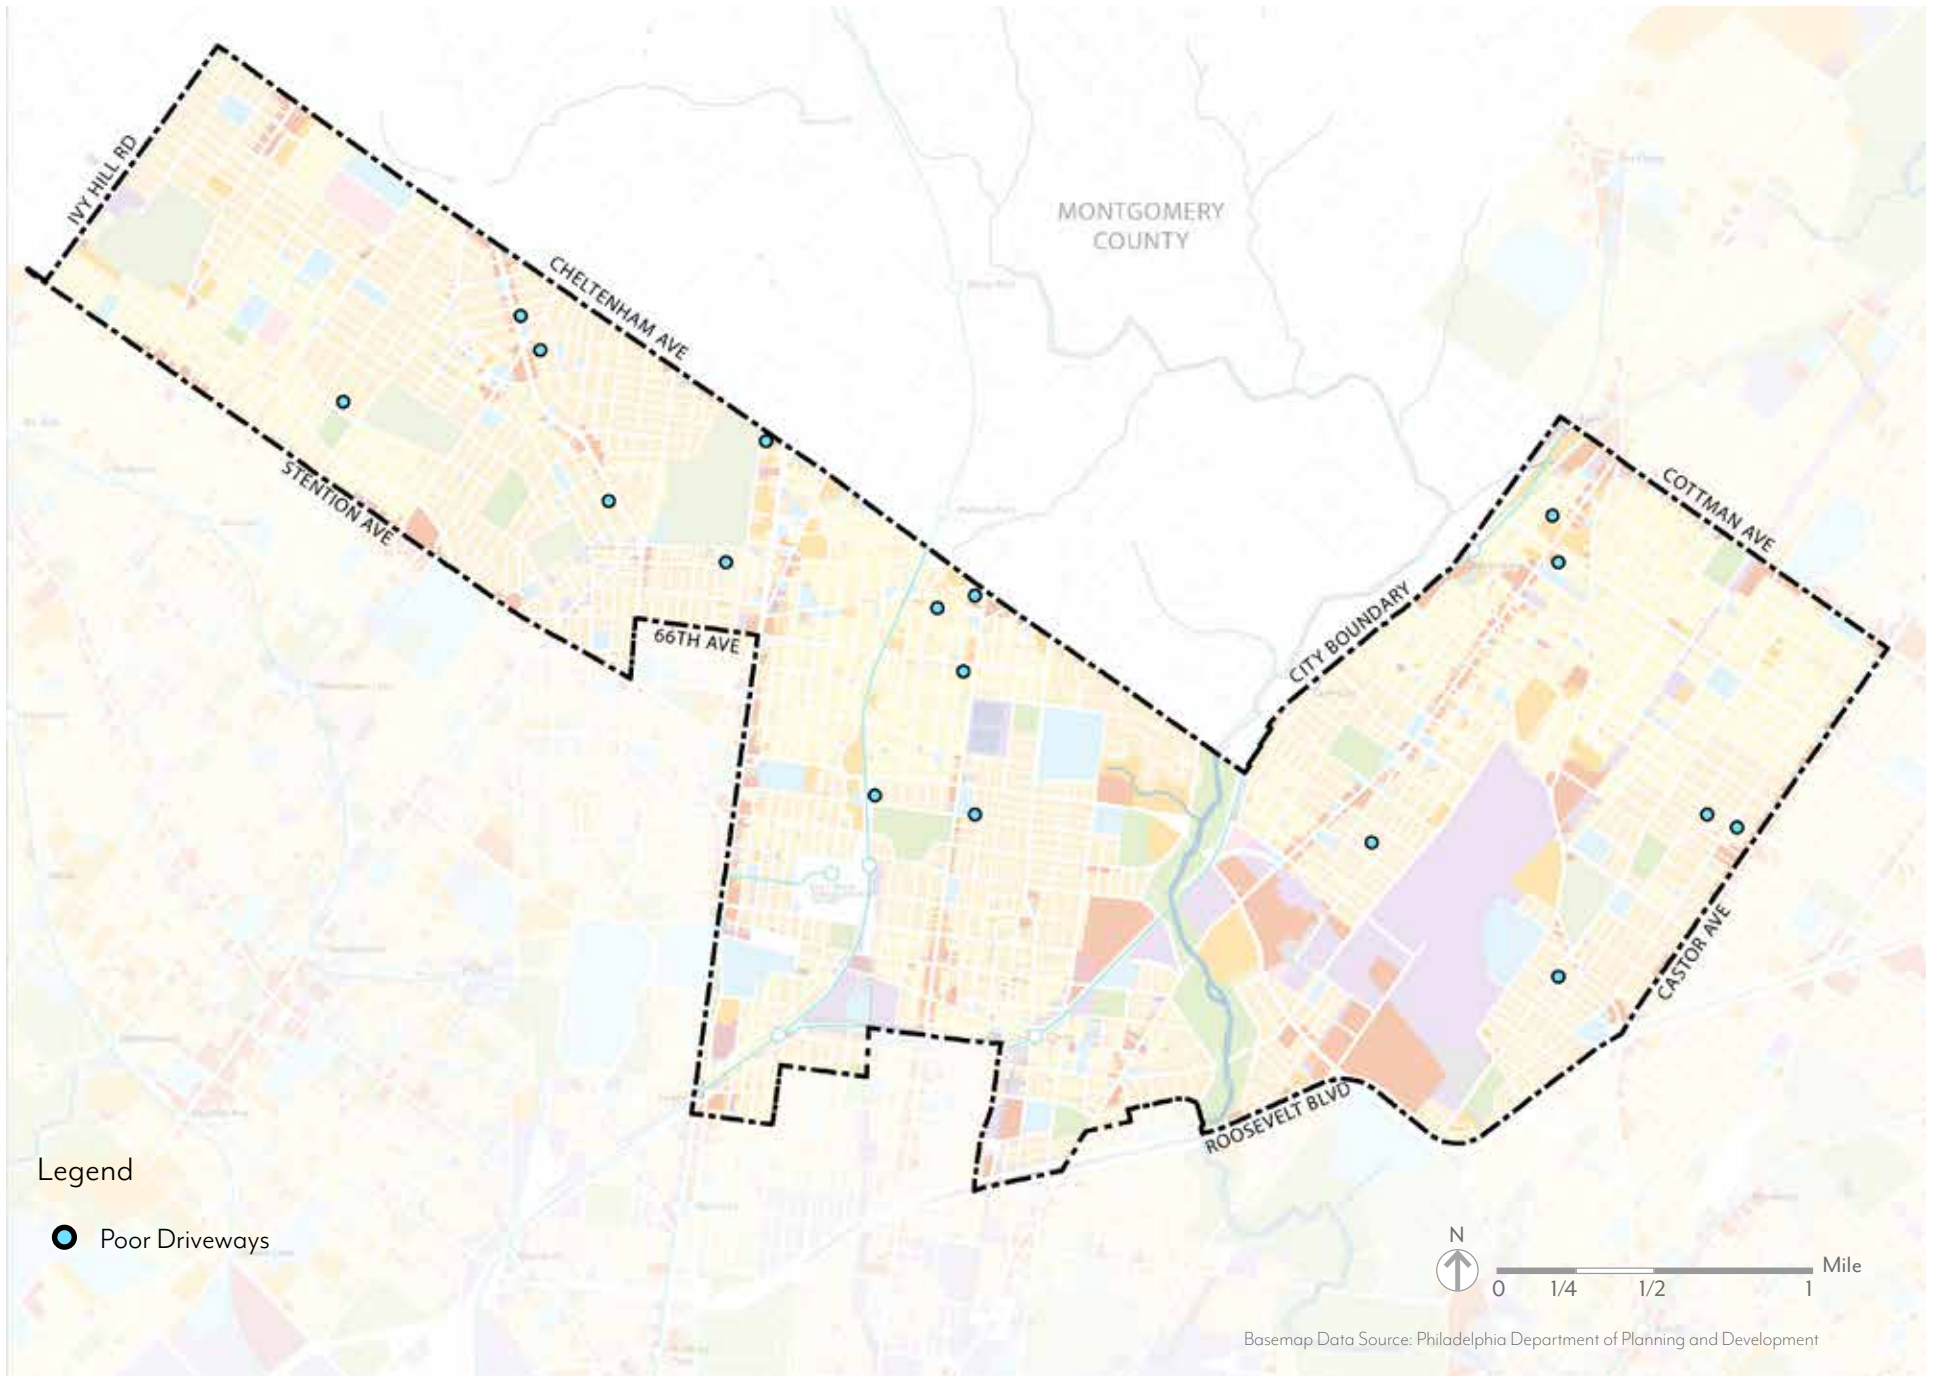 IVY HILL RD
MONTGOMERY
COUNTY
CHELTENHAM AVE
STENTION AVE
COTTMAN AVE
CITY BOUNDARY
66TH AVE
CASTOR AVE
ROOSEVELT BLVD
Legend
Poor Driveways
N
Mile
0 1/4 1/2 1
Basemap Data Source: Philadelphia Department of Planning and Development